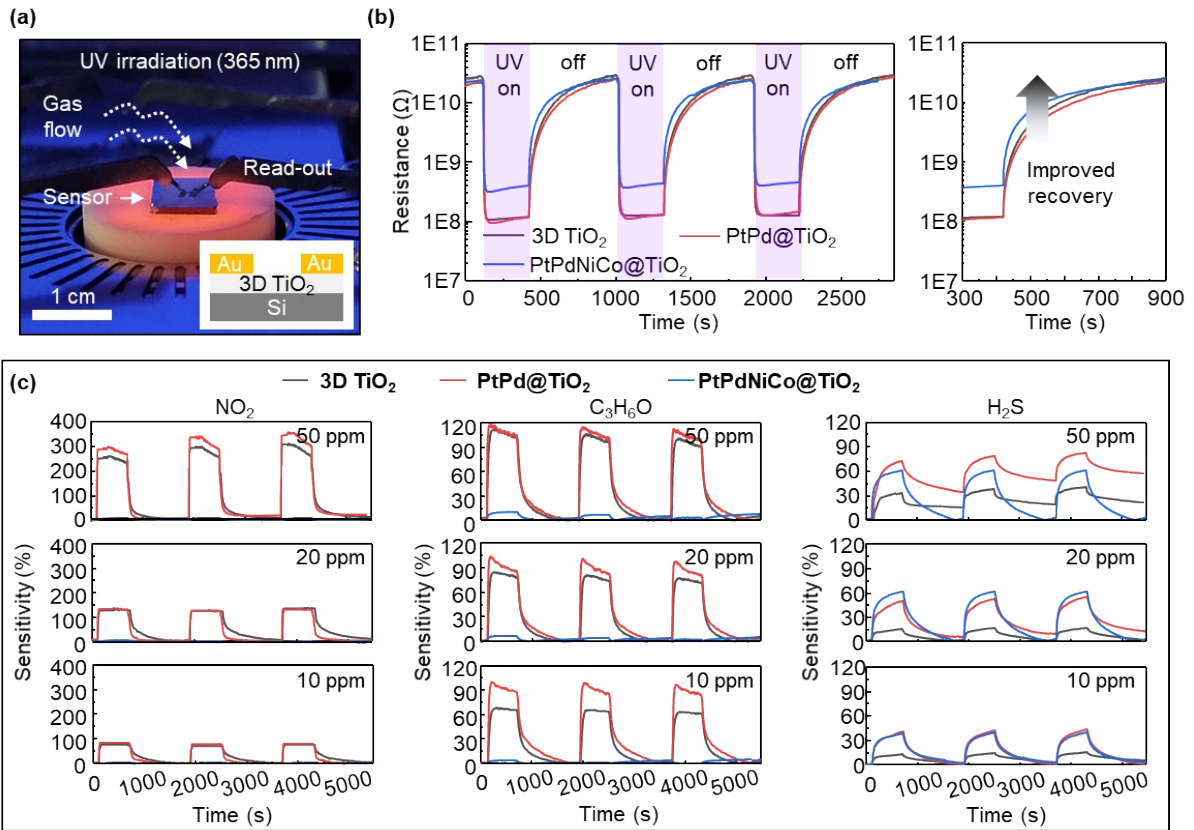 (a)
UV irradiation (365 nm)
Gas
flow
Read-out
Sensor
1 cm
Au
Au
3D TiO₂
Si
(b)
Resistance (Ω)
1E11
1E10
1E9
1E8
1E7
UV
on
off
UV
on
off
UV
on
off
3D TiO₂
PtPd@TiO₂
PtPdNiCo@TiO₂
0
500
1000
1500
2000
2500
Time (s)
1E11
1E10
1E9
1E8
1E7
Improved
recovery
300
500
700
900
Time (s)
(c)
3D TiO₂
PtPd@TiO₂
PtPdNiCo@TiO₂
NO₂
50 ppm
400
300
200
100
0
20 ppm
400
300
200
100
0
10 ppm
400
300
200
100
0
Sensitivity (%)
0
1000
2000
3000
4000
5000
Time (s)
C₃H₆O
50 ppm
120
90
60
30
0
20 ppm
120
90
60
30
0
10 ppm
120
90
60
30
0
Sensitivity (%)
0
1000
2000
3000
4000
5000
Time (s)
H₂S
50 ppm
120
90
60
30
0
20 ppm
120
90
60
30
0
10 ppm
120
90
60
30
0
Sensitivity (%)
0
1000
2000
3000
4000
5000
Time (s)